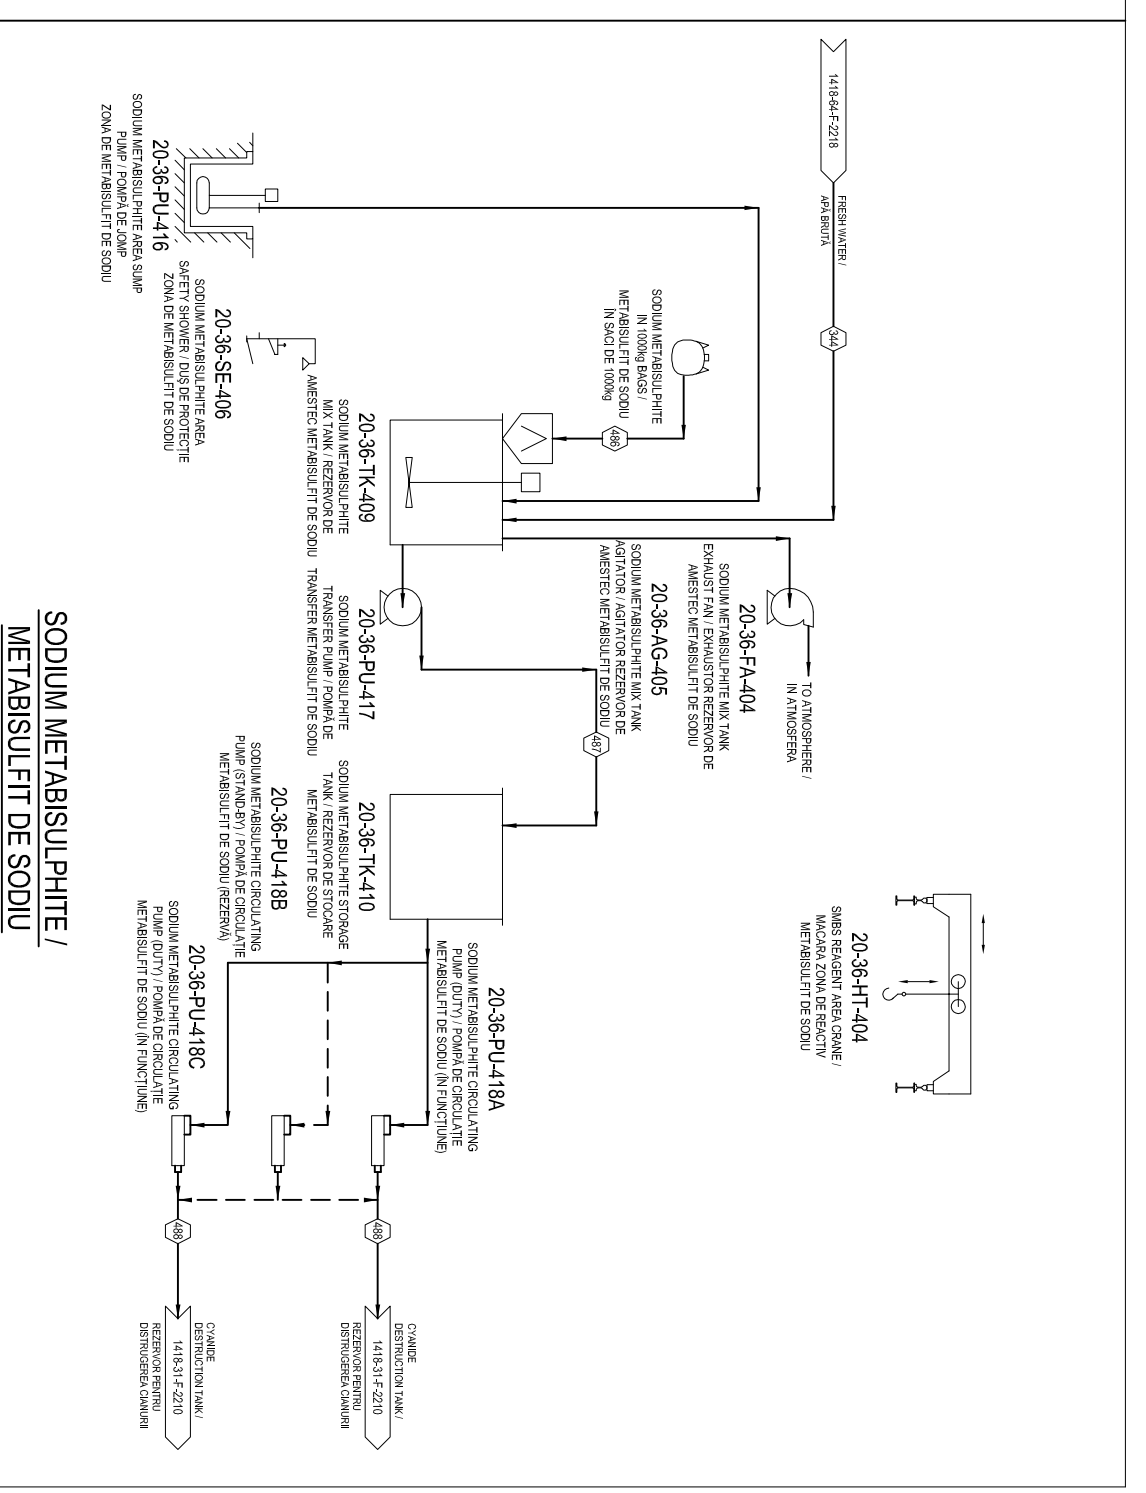 1418-64-F-2218
FRESH WATER /
APĂ BRUTĂ
344
20-36-HT-404
SMBS REAGENT AREA CRANE /
MACARA ZONA DE REACTIV
METABISULFIT DE SODIU
TO ATMOSPHERE /
IN ATMOSFERA
20-36-FA-404
SODIUM METABISULPHITE MIX TANK
EXHAUST FAN / EXHAUSTOR REZERVOR DE
AMESTEC METABISULFIT DE SODIU
SODIUM METABISULPHITE
IN 1000kg BAGS /
METABISULFIT DE SODIU
ÎN SACI DE 1000kg
486
20-36-AG-405
SODIUM METABISULPHITE MIX TANK
AGITATOR / AGITATOR REZERVOR DE
AMESTEC METABISULFIT DE SODIU
487
20-36-PU-418A
SODIUM METABISULPHITE CIRCULATING
PUMP (DUTY) / POMPĂ DE CIRCULAȚIE
METABISULFIT DE SODIU (ÎN FUNCȚIUNE)
20-36-TK-409
SODIUM METABISULPHITE
MIX TANK / REZERVOR DE
AMESTEC METABISULFIT DE SODIU
20-36-PU-417
SODIUM METABISULPHITE
TRANSFER PUMP / POMPĂ DE
TRANSFER METABISULFIT DE SODIU
20-36-TK-410
SODIUM METABISULPHITE STORAGE
TANK / REZERVOR DE STOCARE
METABISULFIT DE SODIU
488
CYANIDE
DESTRUCTION TANK /
1418-31-F-2210
REZERVOR PENTRU
DISTRUGEREA CIANURII
20-36-PU-418B
SODIUM METABISULPHITE CIRCULATING
PUMP (STAND-BY) / POMPĂ DE CIRCULAȚIE
METABISULFIT DE SODIU (REZERVĂ)
20-36-SE-406
SODIUM METABISULPHITE AREA
SAFETY SHOWER / DUȘ DE PROTECȚIE
ZONA DE METABISULFIT DE SODIU
20-36-PU-418C
SODIUM METABISULPHITE CIRCULATING
PUMP (DUTY) / POMPĂ DE CIRCULAȚIE
METABISULFIT DE SODIU (ÎN FUNCȚIUNE)
488
CYANIDE
DESTRUCTION TANK /
1418-31-F-2210
REZERVOR PENTRU
DISTRUGEREA CIANURII
20-36-PU-416
SODIUM METABISULPHITE AREA SUMP
PUMP / POMPĂ DE JOMP
ZONA DE METABISULFIT DE SODIU
SODIUM METABISULPHITE /
METABISULFIT DE SODIU